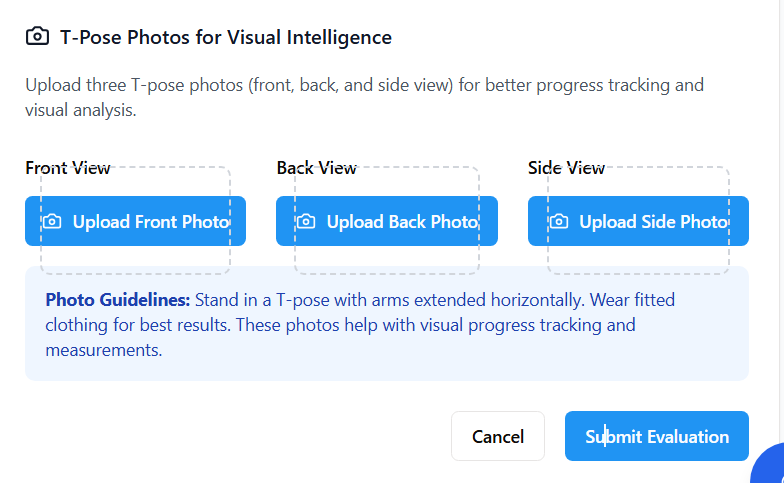 T-Pose Photos for Visual Intelligence
Upload three T-pose photos (front, back, and side view) for better progress tracking and
visual analysis.
Front View
Back View
Side View
Upload Front Photo
Upload Back Photo
Upload Side Photo
Photo Guidelines: Stand in a T-pose with arms extended horizontally. Wear fitted
clothing for best results. These photos help with visual progress tracking and
measurements.
Cancel
Submit Evaluation